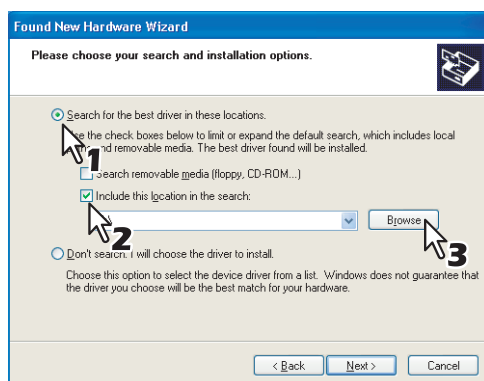 Found New Hardware Wizard
Please choose your search and installation options.
Search for the best driver in these locations.
the check boxes below to limit or expand the default search, which includes local
and removable media. The best driver found will be installed.
1
Search removable media (floppy, CD-ROM...)
Include this location in the search:
Browse
2
3
Don't search. I will choose the driver to install.
Choose this option to select the device driver from a list. Windows does not guarantee that
the driver you choose will be the best match for your hardware.
< Back Next > Cancel